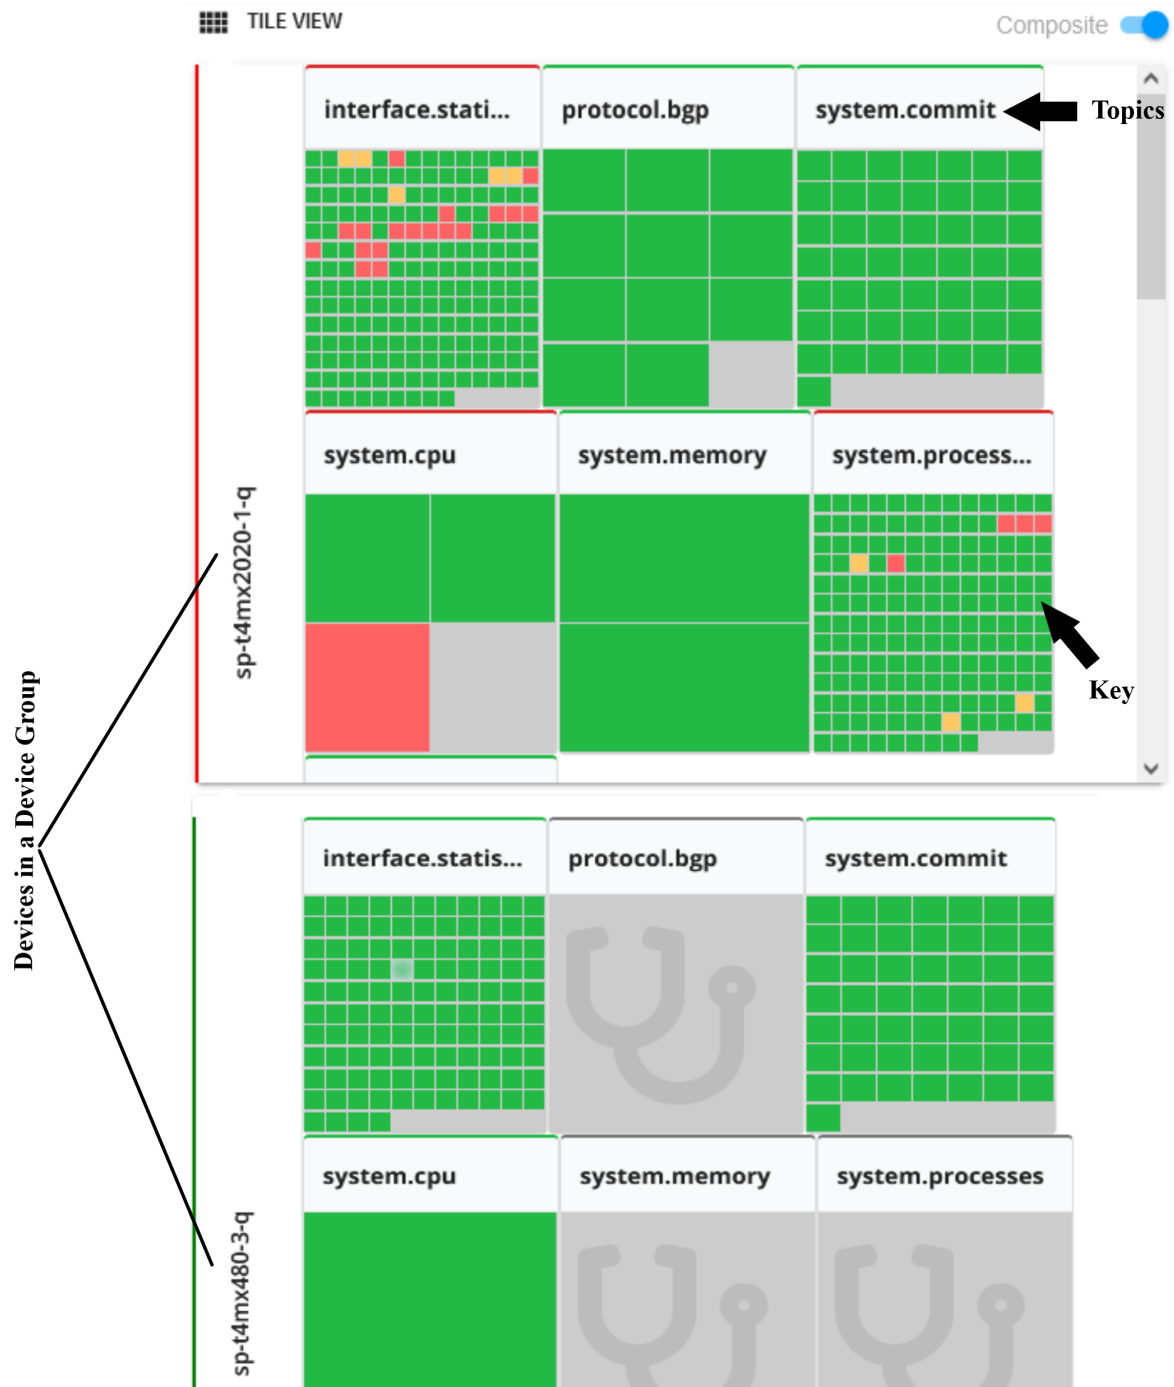 TILE VIEW
Composite
interface.stati...
protocol.bgp
system.commit
Topics
system.cpu
system.memory
system.process...
sp-t4mx2020-1-q
Key
Devices in a Device Group
interface.statis...
protocol.bgp
system.commit
system.cpu
system.memory
system.processes
sp-t4mx480-3-q